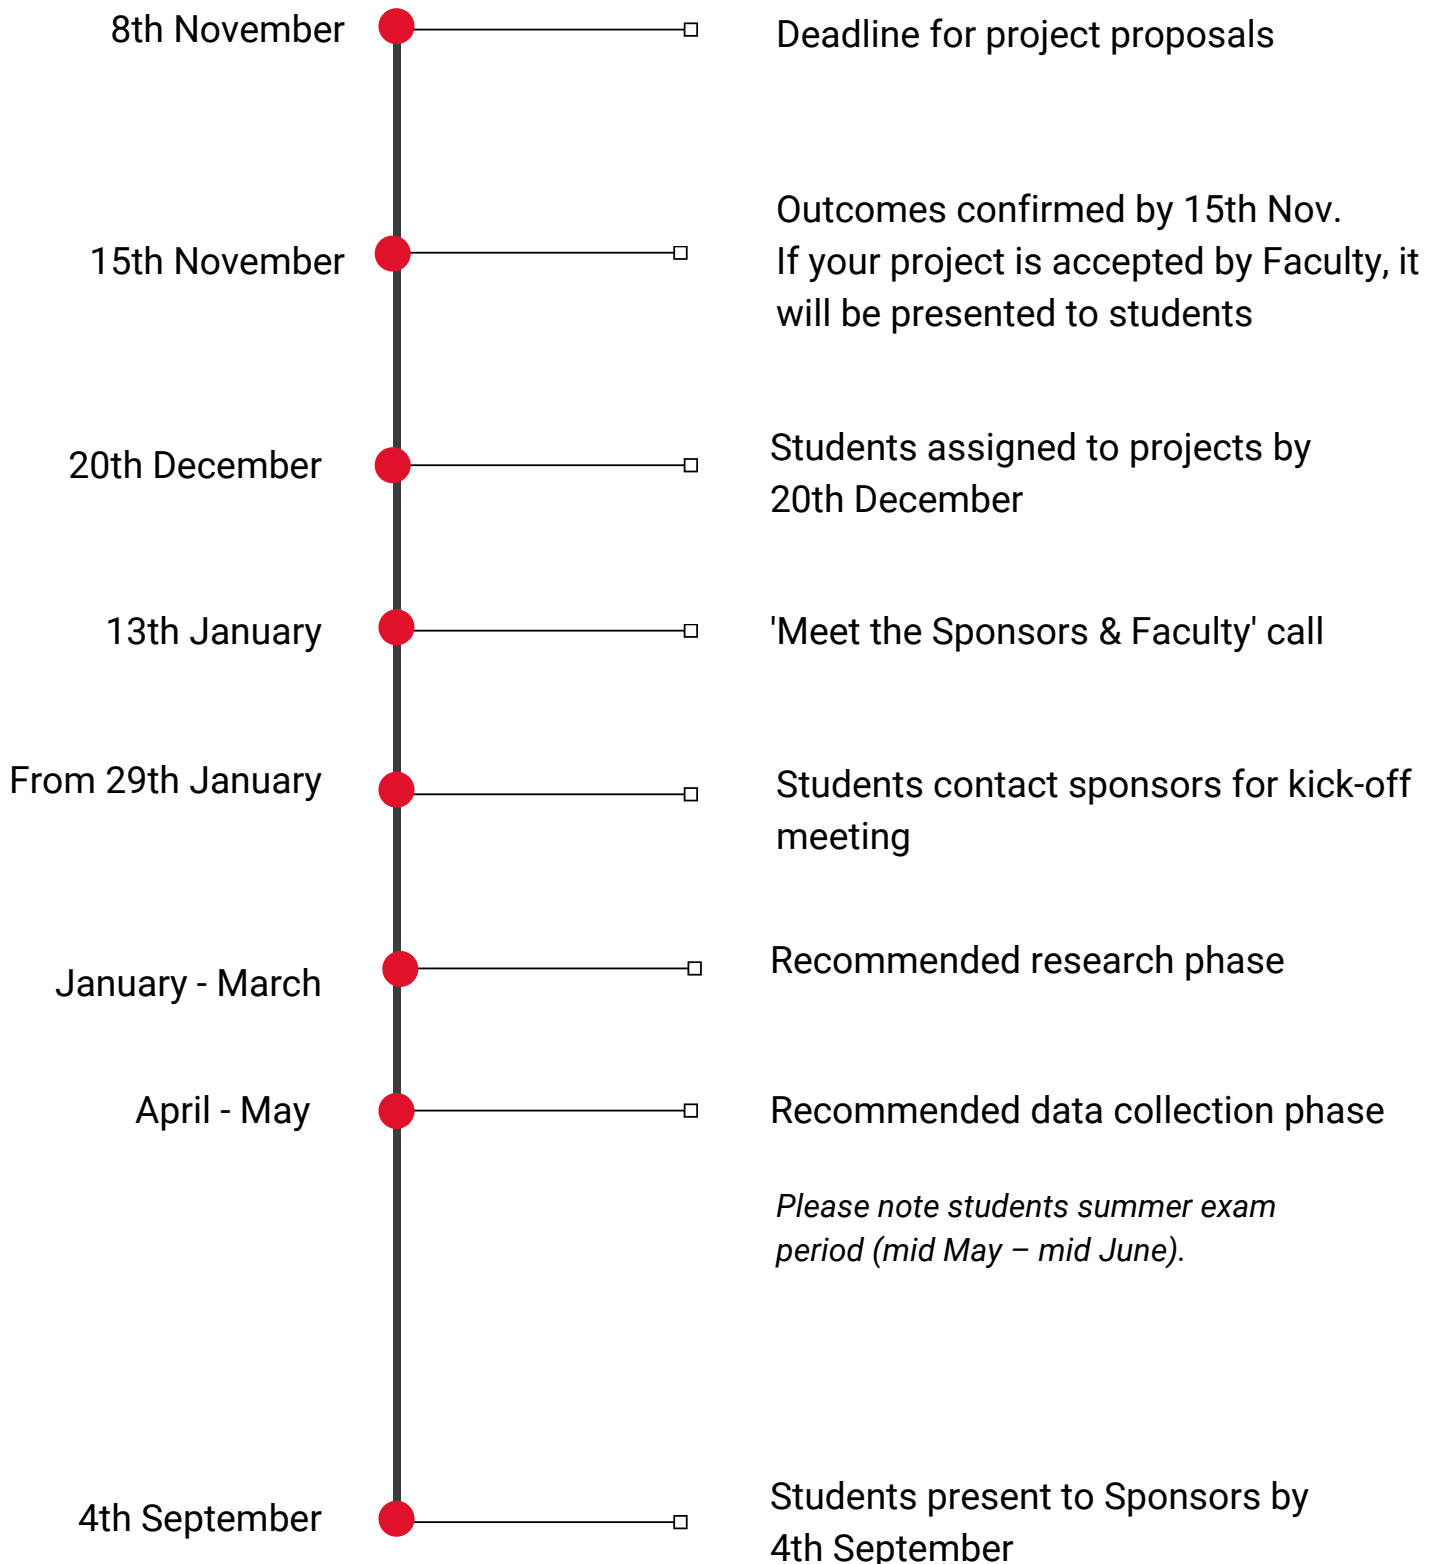 8th November
Deadline for project proposals
15th November
Outcomes confirmed by 15th Nov.
If your project is accepted by Faculty, it
will be presented to students
20th December
Students assigned to projects by
20th December
13th January
'Meet the Sponsors & Faculty' call
From 29th January
Students contact sponsors for kick-off
meeting
January - March
Recommended research phase
April - May
Recommended data collection phase
Please note students summer exam
period (mid May – mid June).
4th September
Students present to Sponsors by
4th September